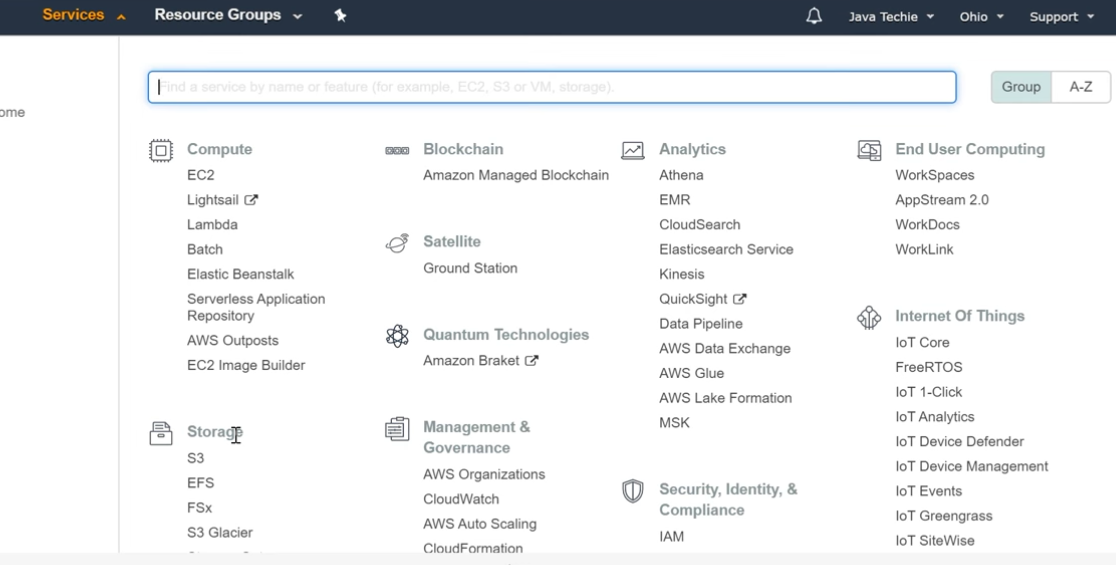 Services
Resource Groups
Java Techie
Ohio
Support
ome
Find a service by name or feature (for example, EC2, S3 or VM, storage).
Group
A-Z
Compute
EC2
Lightsail
Lambda
Batch
Elastic Beanstalk
Serverless Application
Repository
AWS Outposts
EC2 Image Builder
Storage
S3
EFS
FSx
S3 Glacier
Blockchain
Amazon Managed Blockchain
Satellite
Ground Station
Quantum Technologies
Amazon Braket
Management &
Governance
AWS Organizations
CloudWatch
AWS Auto Scaling
CloudFormation
Analytics
Athena
EMR
CloudSearch
Elasticsearch Service
Kinesis
QuickSight
Data Pipeline
AWS Data Exchange
AWS Glue
AWS Lake Formation
MSK
Security, Identity, &
Compliance
IAM
End User Computing
WorkSpaces
AppStream 2.0
WorkDocs
WorkLink
Internet Of Things
IoT Core
FreeRTOS
IoT 1-Click
IoT Analytics
IoT Device Defender
IoT Device Management
IoT Events
IoT Greengrass
IoT SiteWise